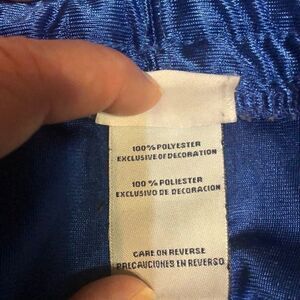 100% POLYESTER
EXCLUSIVE OF DECORATION
100 % POLIESTER
EXCLUSIVO DE DECORACION
CARE ON REVERSE
PRECAUCIONES EN REVERSO